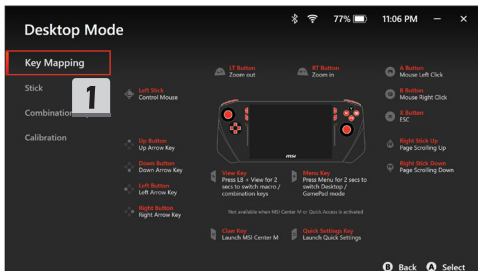 Desktop Mode
77%
11:06 PM
Key Mapping
Stick
1
Combination
Calibration
LT Button
Zoom out
RT Button
Zoom in
A Button
Mouse Left Click
B Button
Mouse Right Click
X Button
ESC
Left Stick
Control Mouse
Right Stick Up
Page Scrolling Up
Right Stick Down
Page Scrolling Down
Up Button
Up Arrow Key
Down Button
Down Arrow Key
Left Button
Left Arrow Key
Right Button
Right Arrow Key
msi
View Key
Press LB + View for 2
secs to switch macro /
combination keys
Menu Key
Press Menu for 2 secs to
switch Desktop /
GamePad mode
Not available when MSI Center M or Quick Access is activated
Claw Key
Launch MSI Center M
Quick Settings Key
Launch Quick Settings
B Back A Select